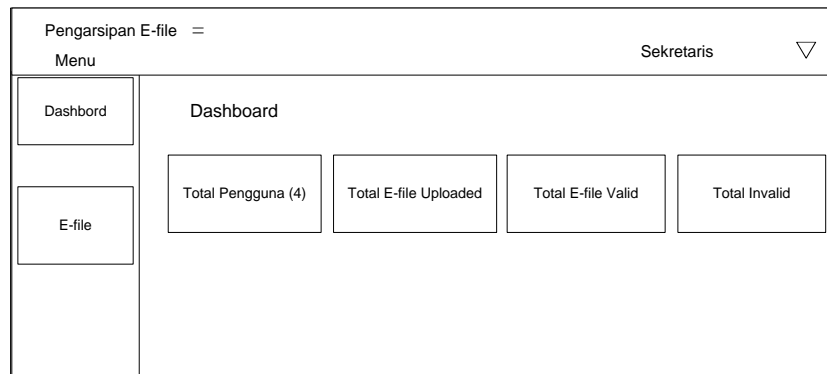 Pengarsipan E-file =
Menu
Sekretaris
Dashbord
E-file
Dashboard
Total Pengguna (4)
Total E-file Uploaded
Total E-file Valid
Total Invalid